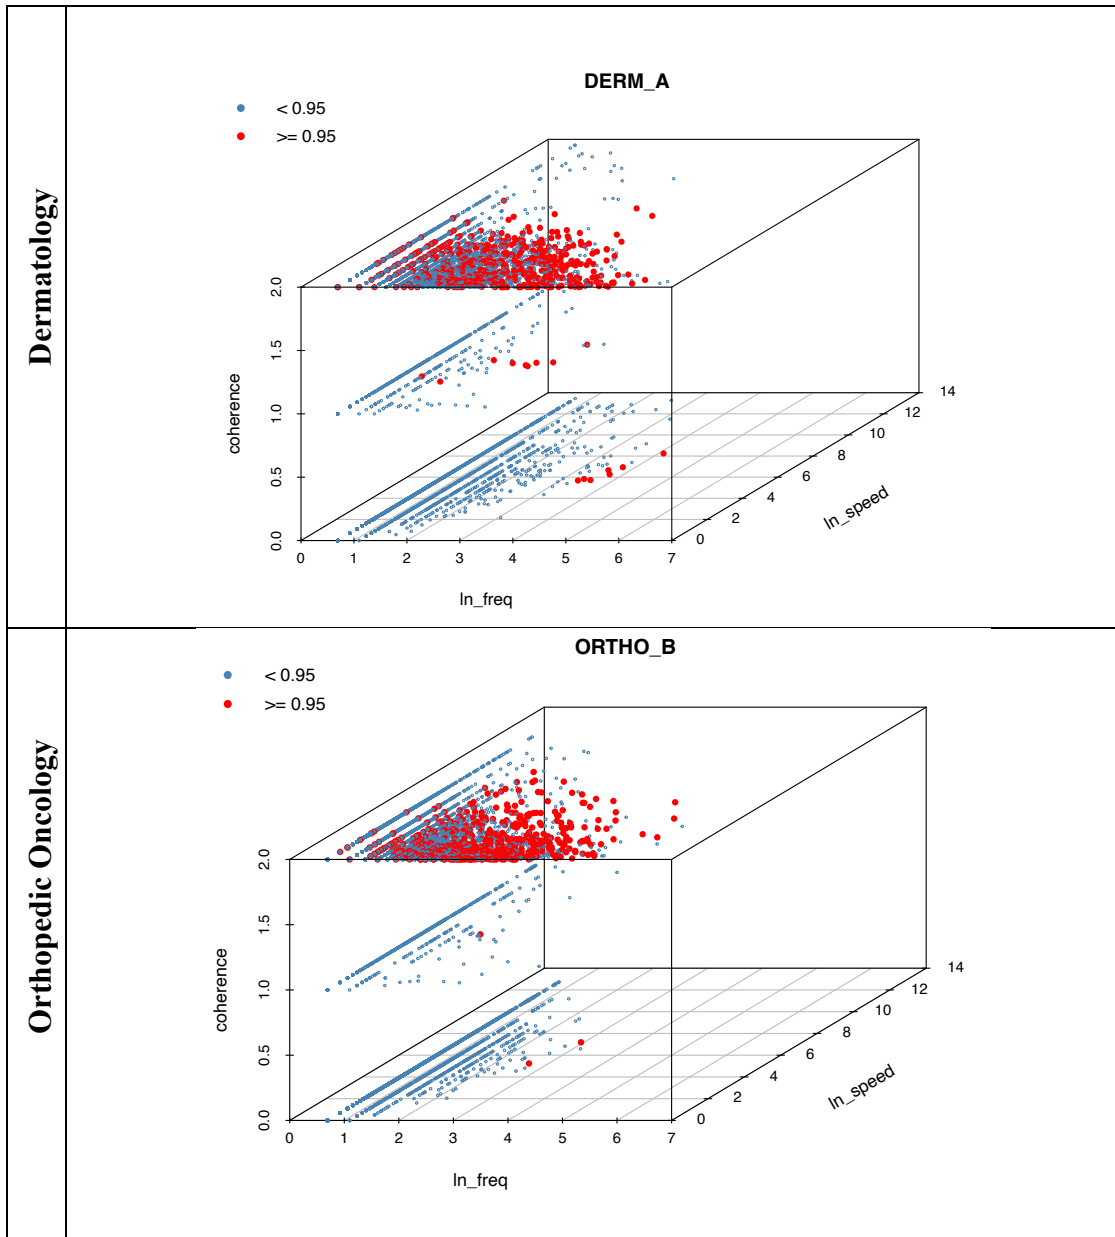 Dermatology
DERM_A
< 0.95
>= 0.95
coherence
0.0
0.5
1.0
1.5
2.0
0 1 2 3 4 5 6 7
ln_freq
0
2
4
6
8
10
12
14
ln_speed
Orthopedic Oncology
ORTHO_B
< 0.95
>= 0.95
coherence
0.0
0.5
1.0
1.5
2.0
0 1 2 3 4 5 6 7
ln_freq
0
2
4
6
8
10
12
14
ln_speed